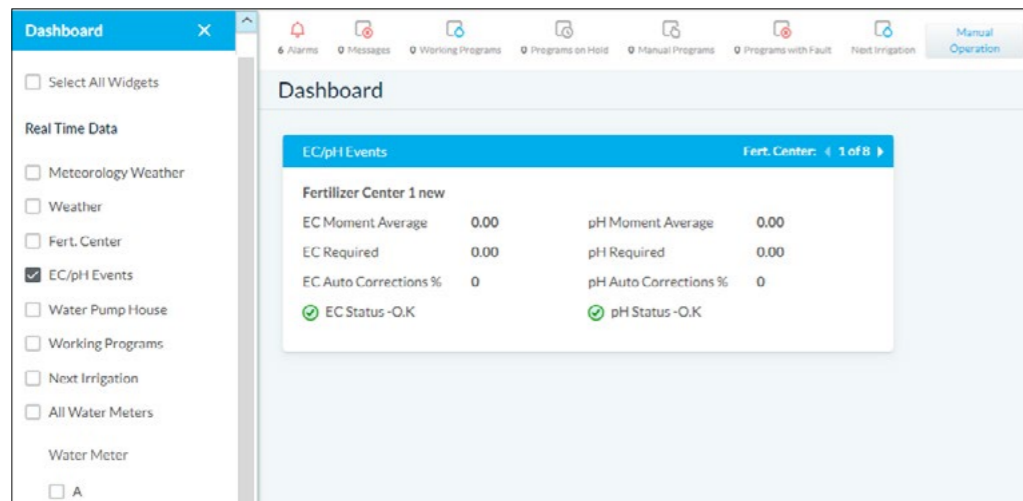 Dashboard
Select All Widgets
Real Time Data
Meteorology Weather
Weather
Fert. Center
EC/pH Events
Water Pump House
Working Programs
Next Irrigation
All Water Meters
Water Meter
A
6 Alarms
0 Messages
0 Working Programs
0 Programs on Hold
0 Manual Programs
0 Programs with Fault
Next Irrigation
Manual
Operation
Dashboard
EC/pH Events Fert. Center: 1 of 8
Fertilizer Center 1 new
EC Moment Average 0.00 pH Moment Average 0.00
EC Required 0.00 pH Required 0.00
EC Auto Corrections % 0 pH Auto Corrections % 0
EC Status -O.K pH Status -O.K